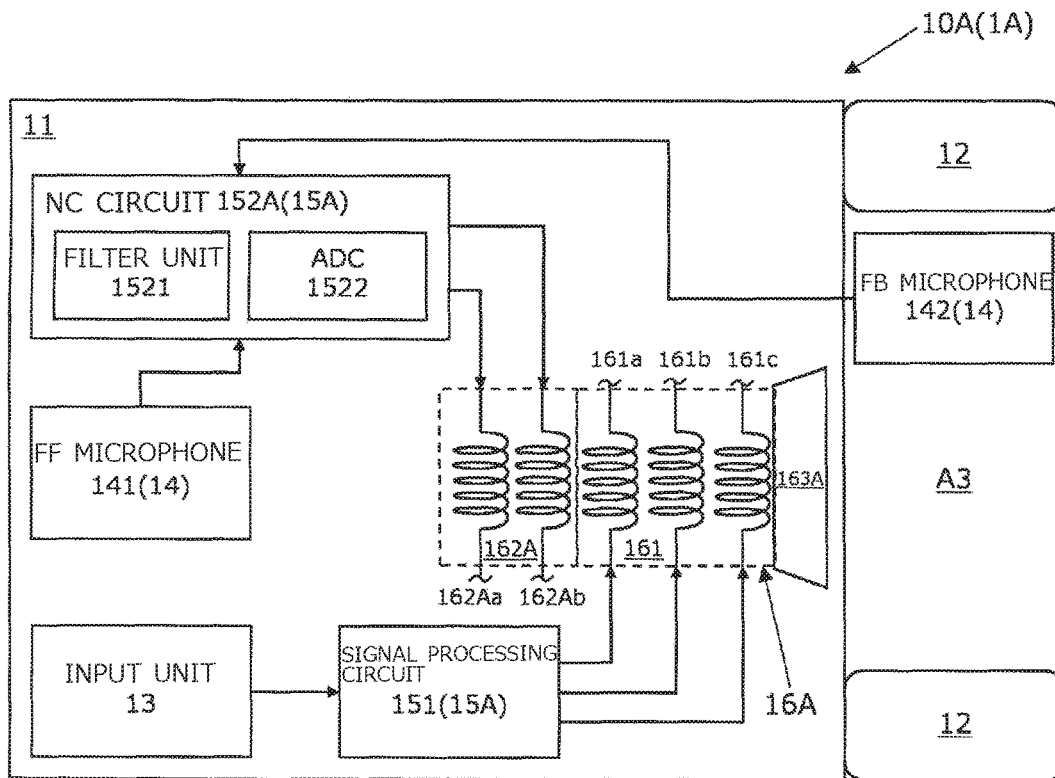 10A(1A)
11
12
NC CIRCUIT 152A(15A)
FILTER UNIT
1521
ADC
1522
FB MICROPHONE
142(14)
161a
161b
161c
FF MICROPHONE
141(14)
163A
A3
162A
161
162Aa
162Ab
INPUT UNIT
13
SIGNAL PROCESSING
CIRCUIT
151(15A)
16A
12